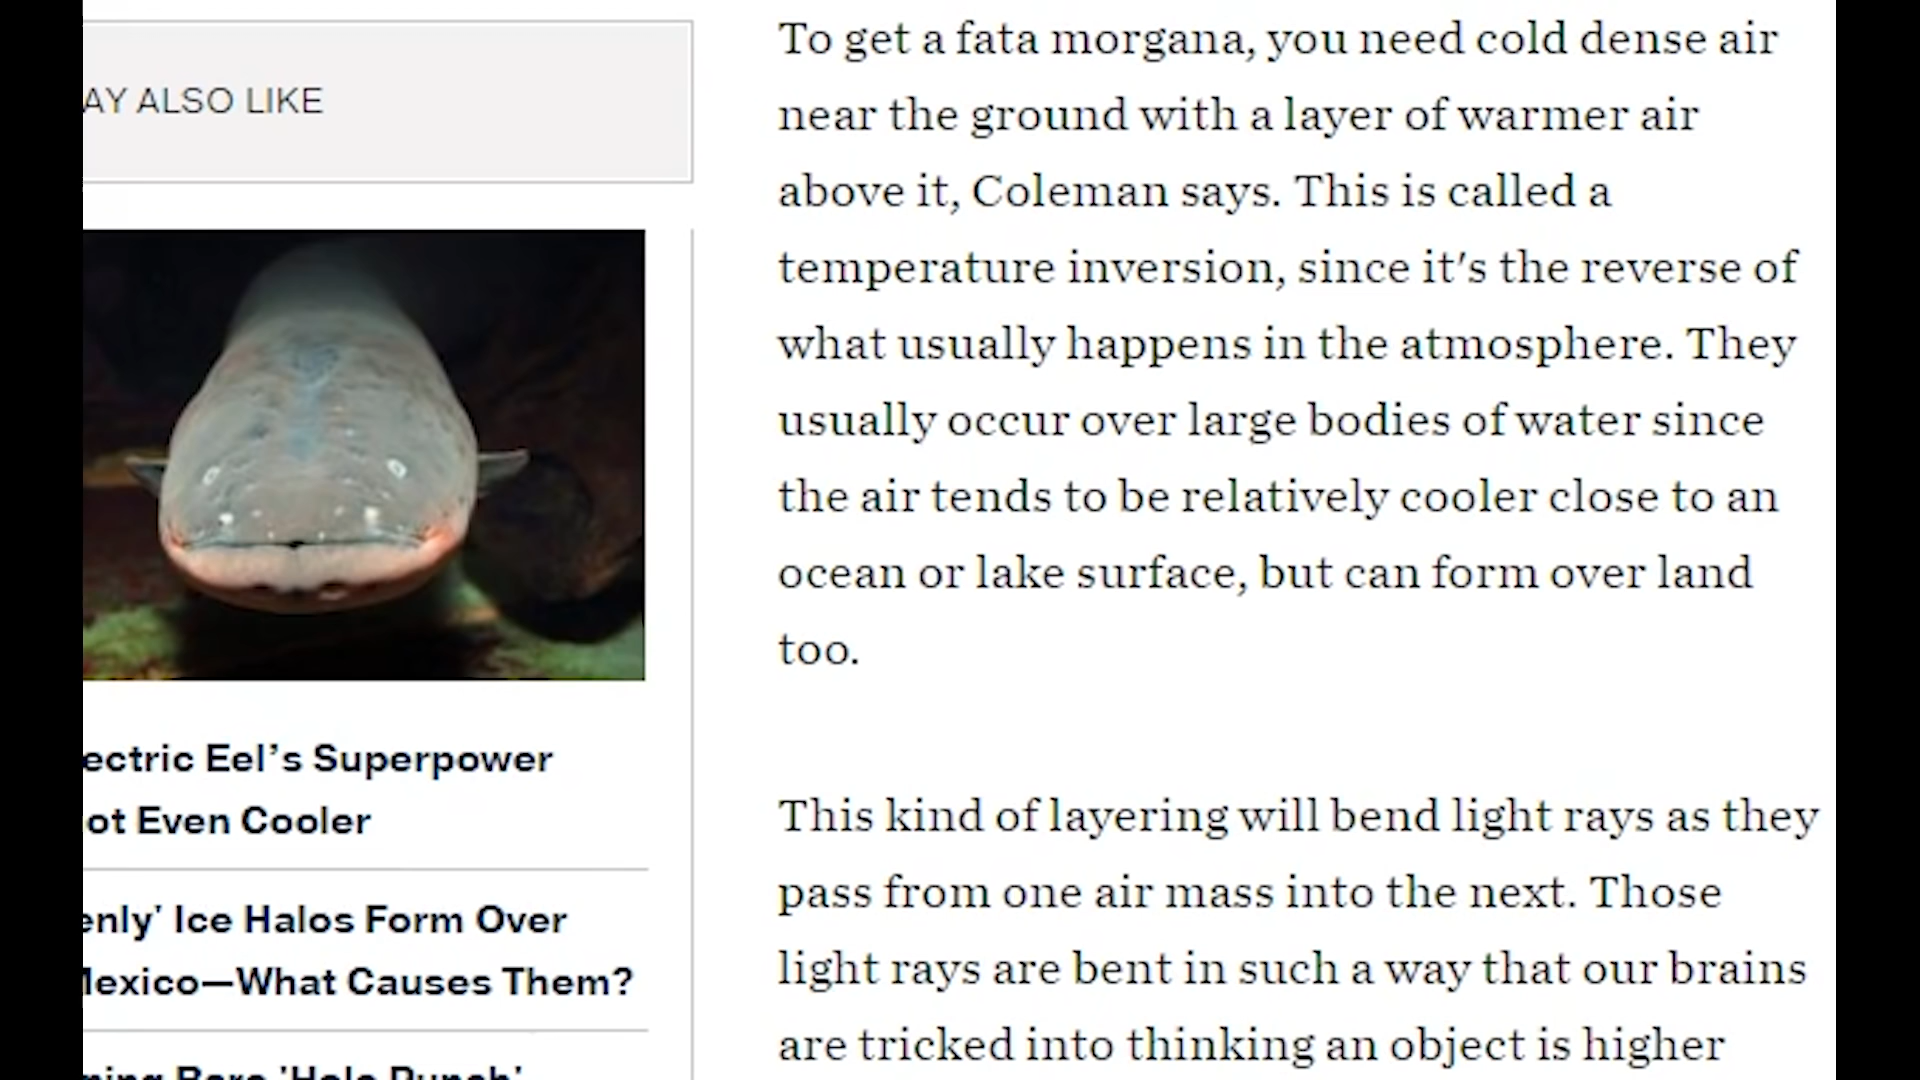 AY ALSO LIKE
ectric Eel’s Superpower
ot Even Cooler
enly’ Ice Halos Form Over
Mexico—What Causes Them?
To get a fata morgana, you need cold dense air
near the ground with a layer of warmer air
above it, Coleman says. This is called a
temperature inversion, since it's the reverse of
what usually happens in the atmosphere. They
usually occur over large bodies of water since
the air tends to be relatively cooler close to an
ocean or lake surface, but can form over land
too.
This kind of layering will bend light rays as they
pass from one air mass into the next. Those
light rays are bent in such a way that our brains
are tricked into thinking an object is higher